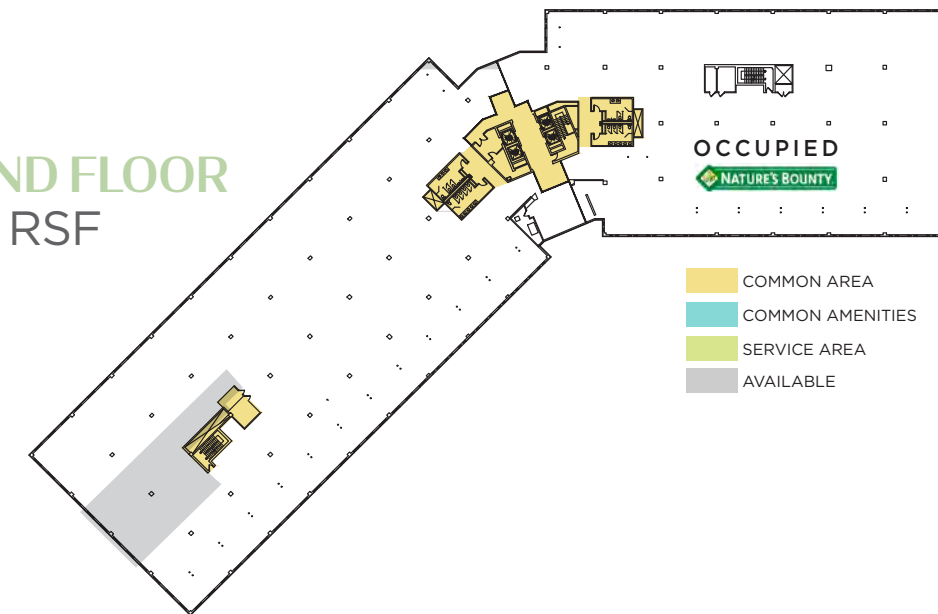 ND FLOOR
RSF
OCCUPIED
NATURE'S BOUNTY
COMMON AREA
COMMON AMENITIES
SERVICE AREA
AVAILABLE